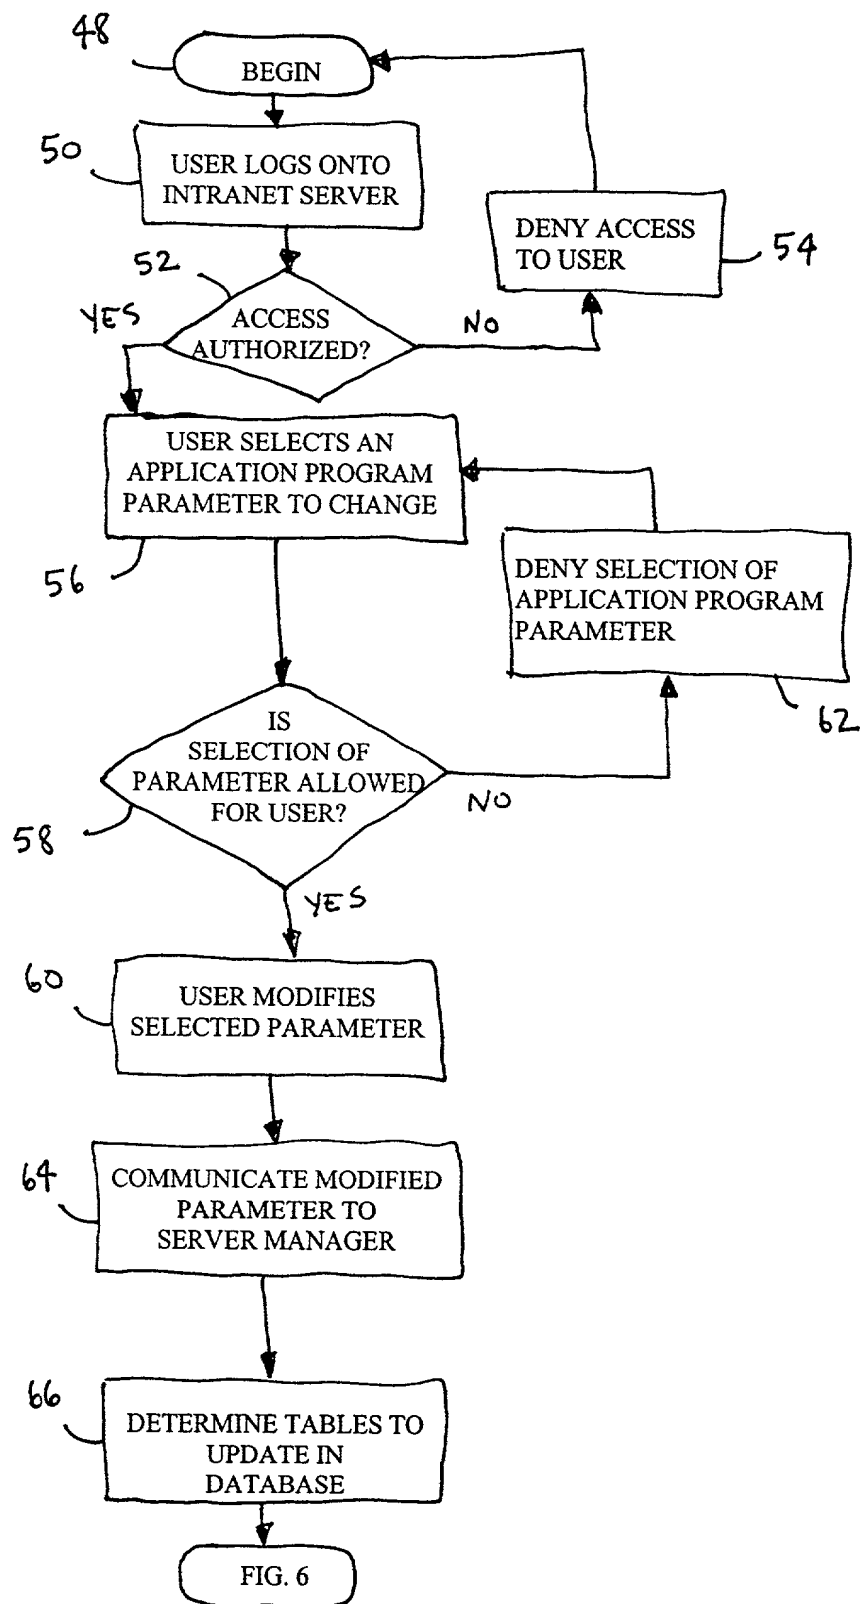 48
BEGIN
50
USER LOGS ONTO
INTRANET SERVER
DENY ACCESS
TO USER
54
52
YES
ACCESS
AUTHORIZED?
NO
USER SELECTS AN
APPLICATION PROGRAM
PARAMETER TO CHANGE
56
DENY SELECTION OF
APPLICATION PROGRAM
PARAMETER
62
IS
SELECTION OF
PARAMETER ALLOWED
FOR USER?
NO
58
YES
60
USER MODIFIES
SELECTED PARAMETER
64
COMMUNICATE MODIFIED
PARAMETER TO
SERVER MANAGER
66
DETERMINE TABLES TO
UPDATE IN
DATABASE
FIG. 6